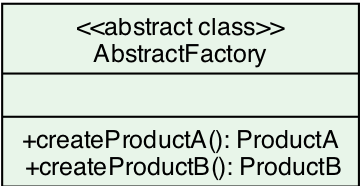 <<abstract class>>
AbstractFactory
+createProductA(): ProductA
+createProductB(): ProductB